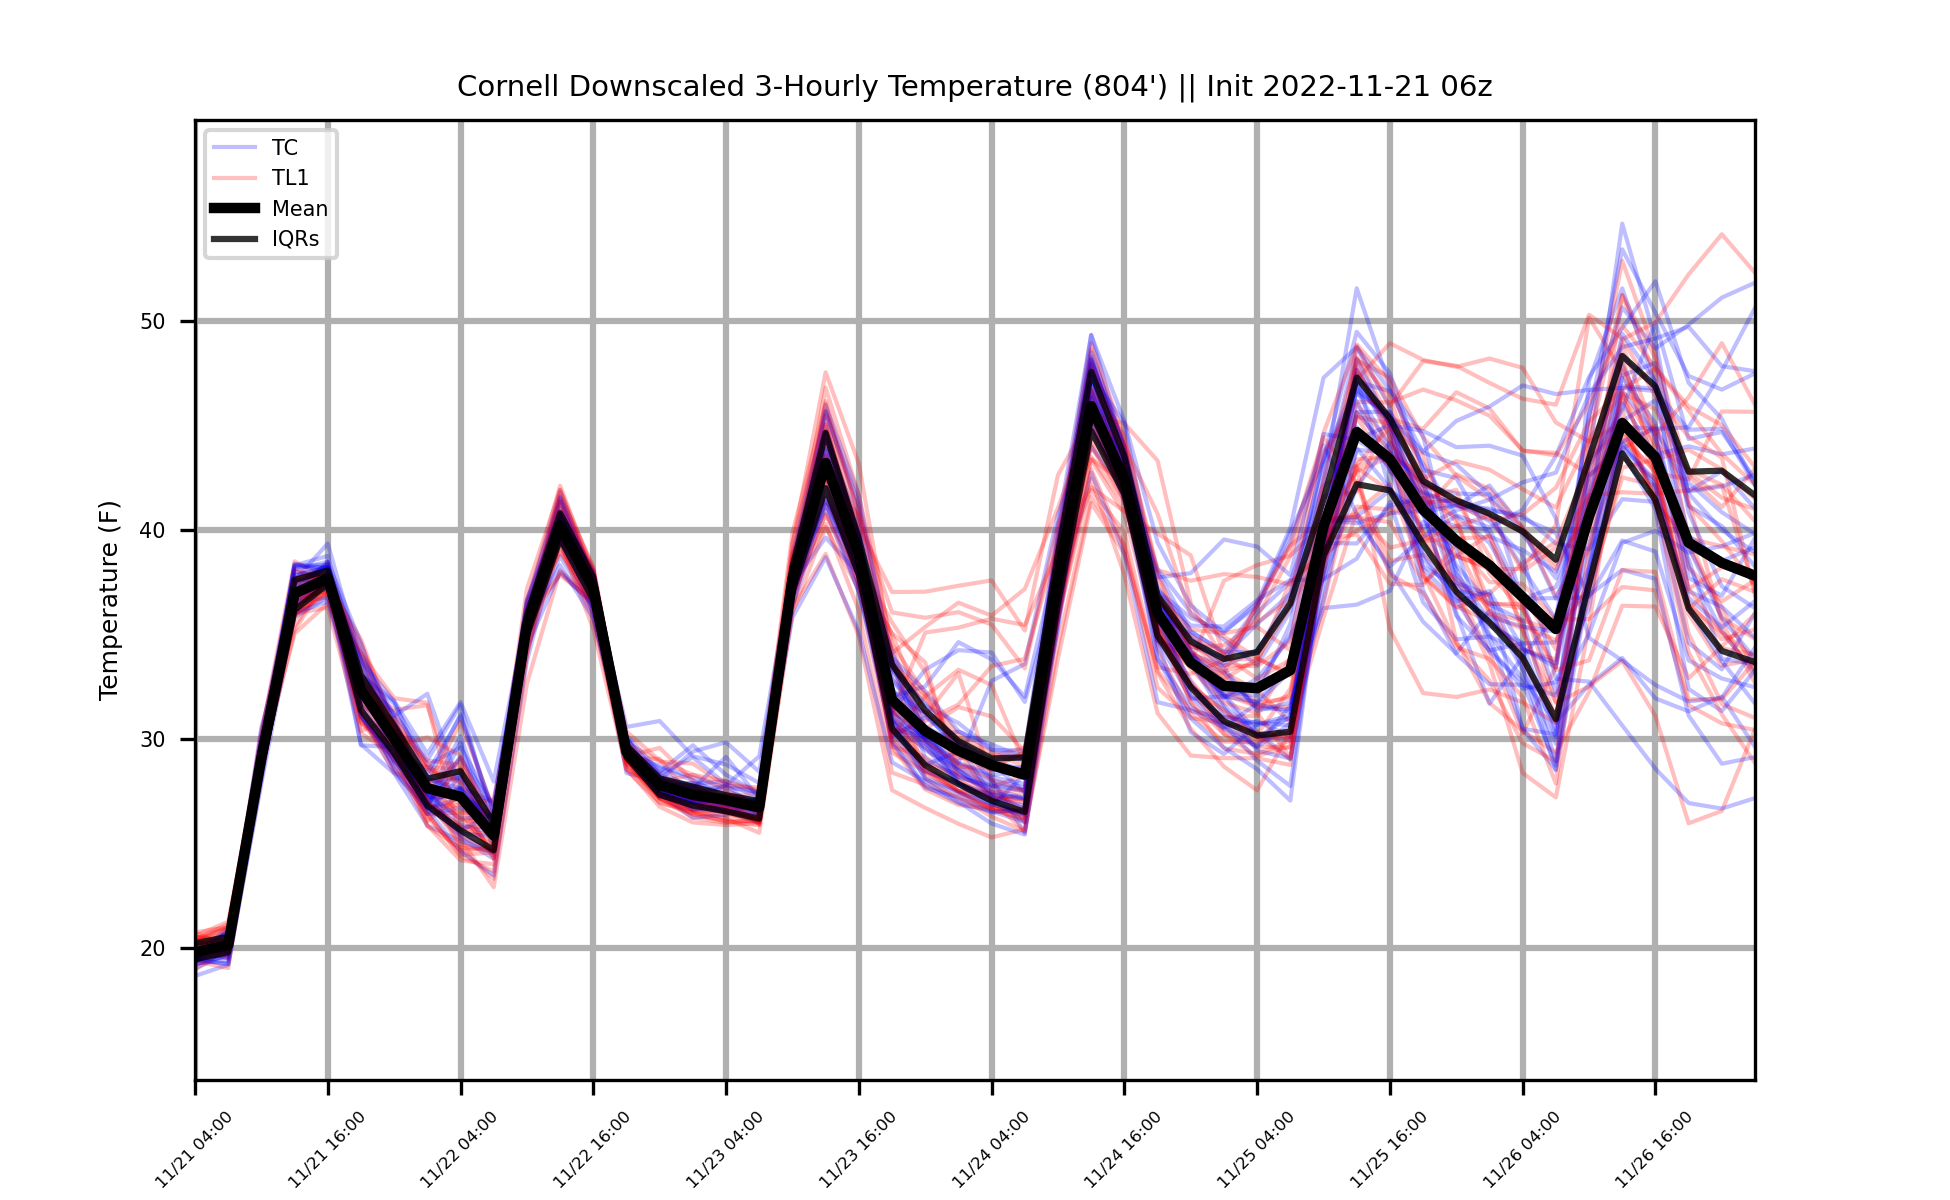 Cornell Downscaled 3-Hourly Temperature (804') || Init 2022-11-21 06z
TC
TL1
Mean
IQRs
Temperature (F)
50
40
30
20
11/21 04:00
11/21 16:00
11/22 04:00
11/22 16:00
11/23 04:00
11/23 16:00
11/24 04:00
11/24 16:00
11/25 04:00
11/25 16:00
11/26 04:00
11/26 16:00